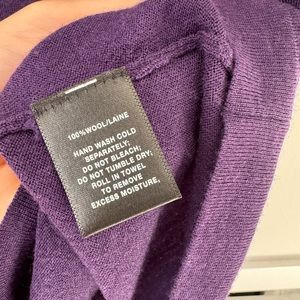 100%WOOL/LAINE
HAND WASH COLD
SEPARATELY;
DO NOT BLEACH;
DO NOT TUMBLE DRY;
ROLL IN TOWEL
TO REMOVE
EXCESS MOISTURE,